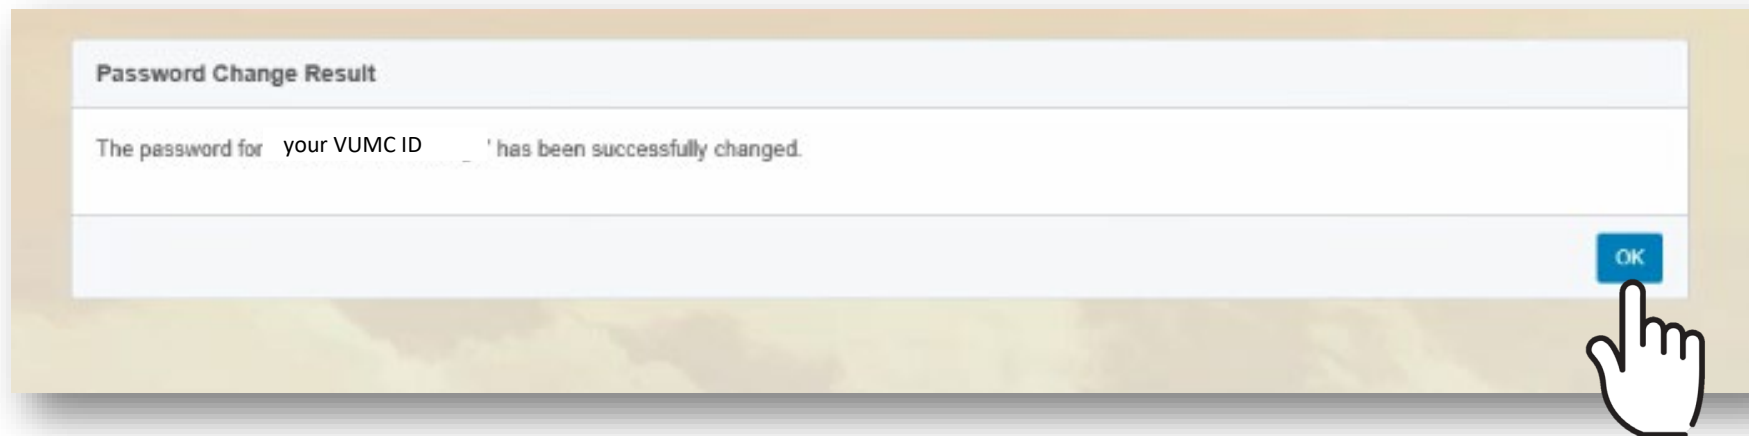 Password Change Result
The password for your VUMC ID ' has been successfully changed.
OK